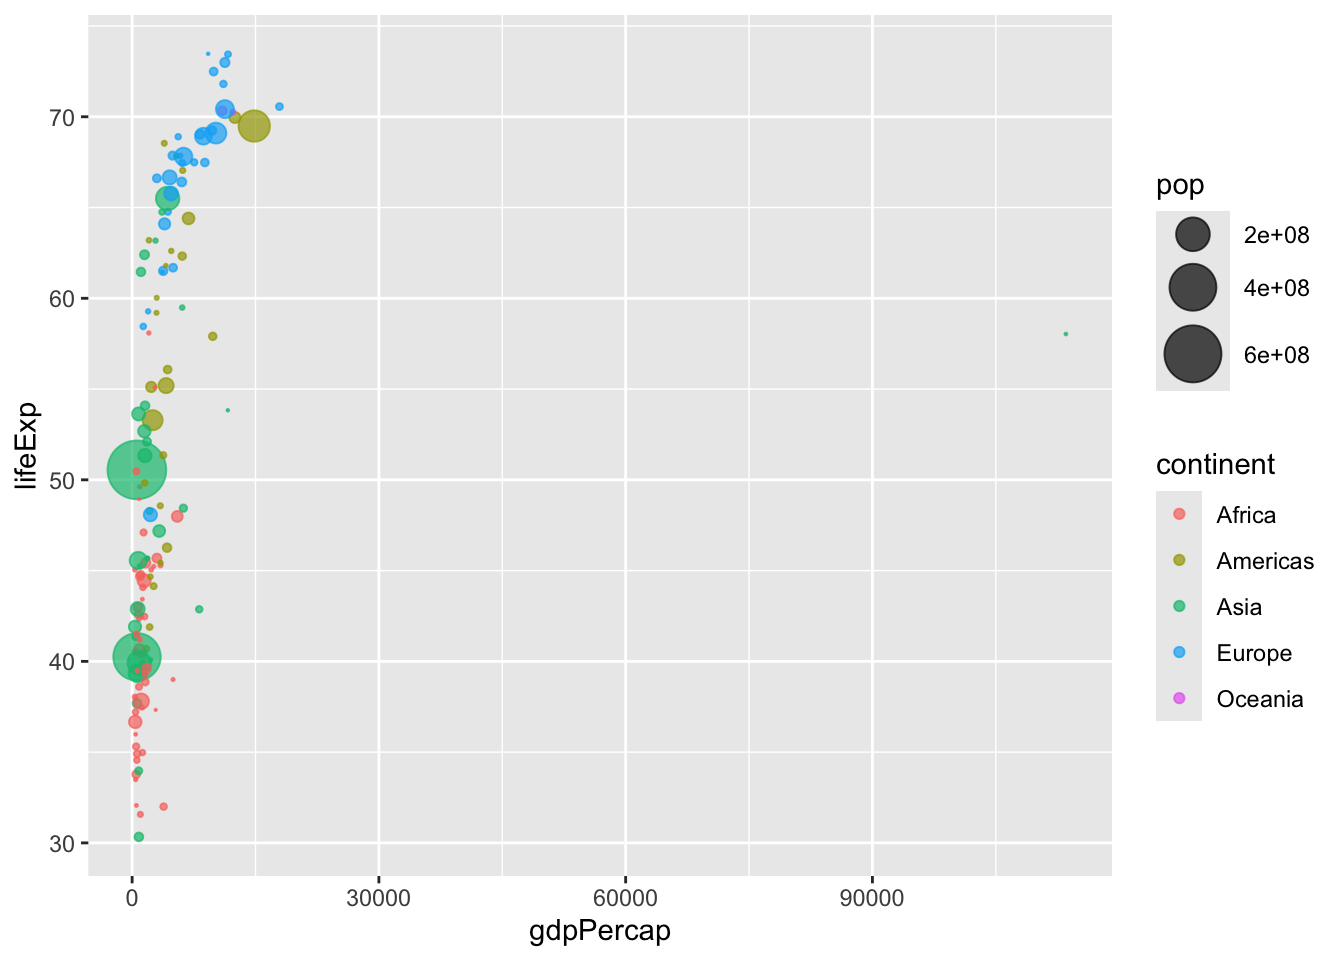 70
60
50
40
30
lifeExp
0
30000
60000
90000
gdpPercap
pop
2e+08
4e+08
6e+08
continent
Africa
Americas
Asia
Europe
Oceania